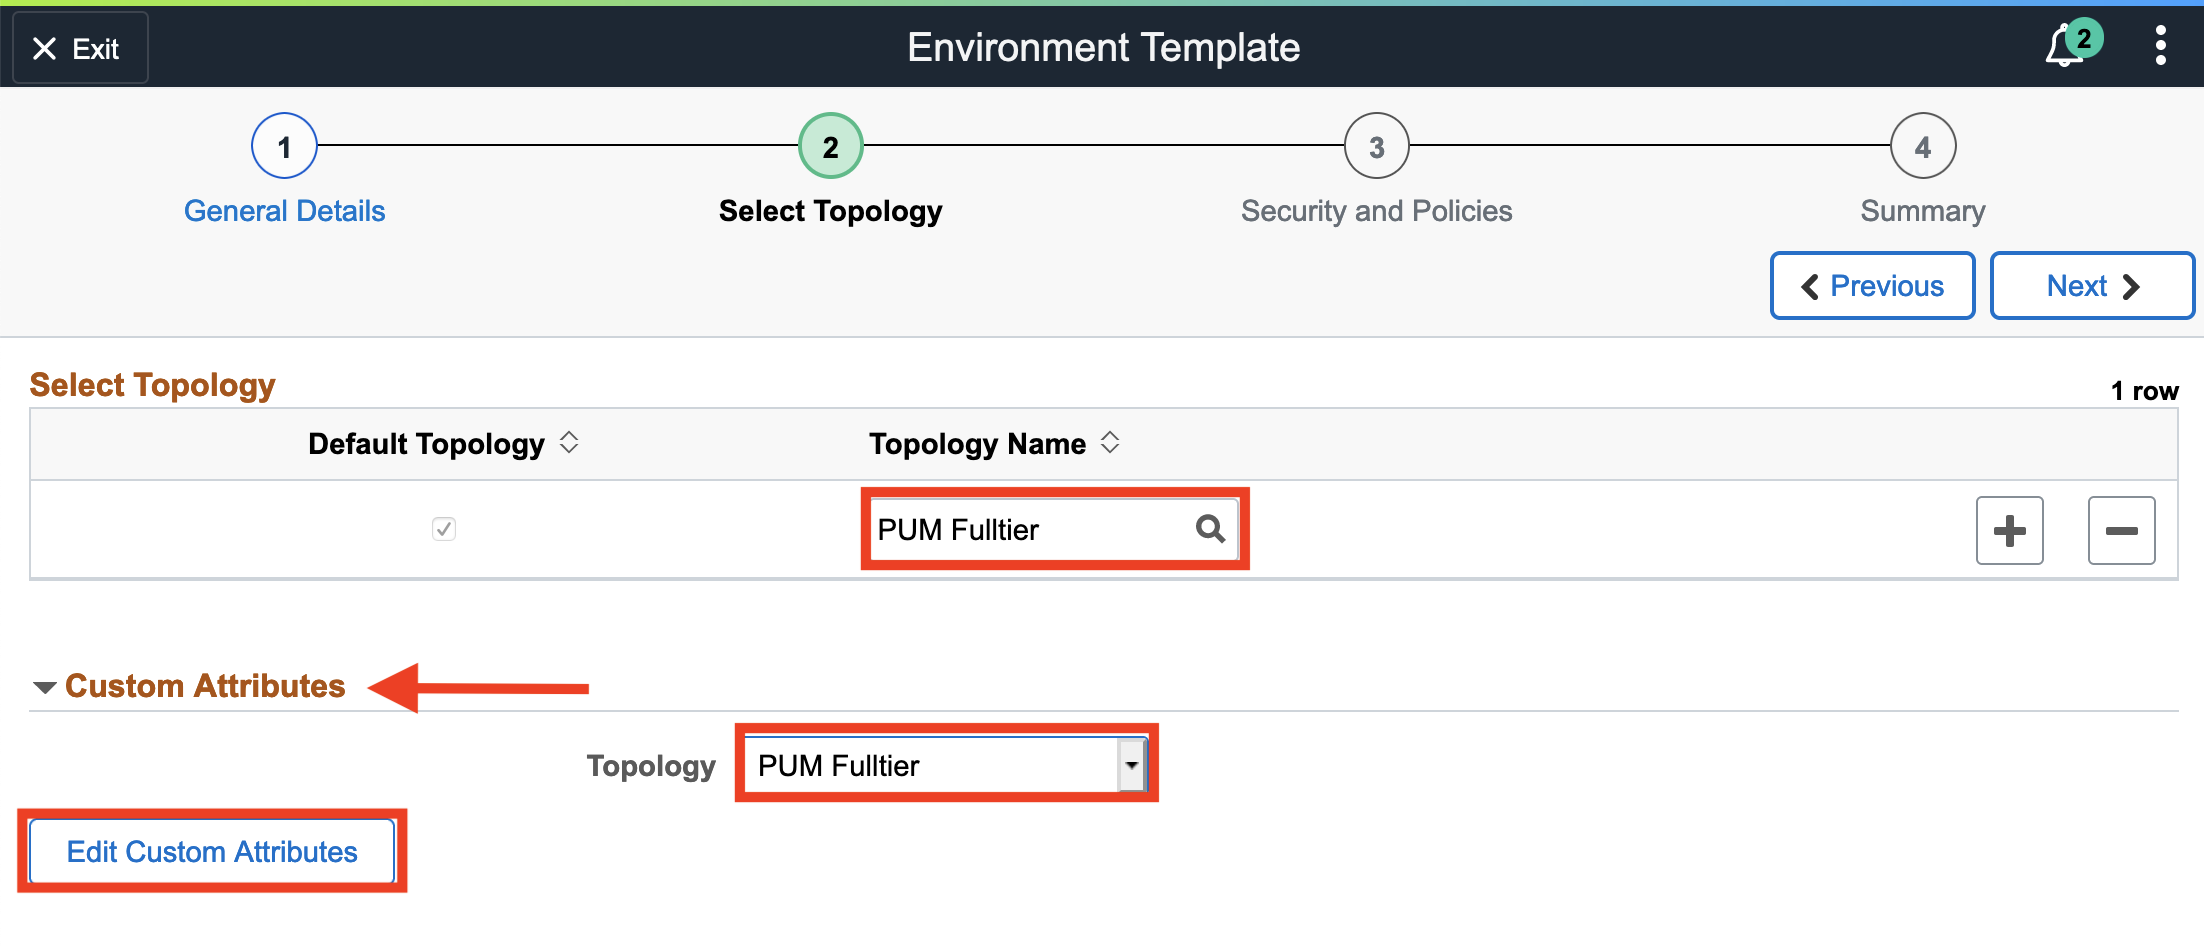 Exit
Environment Template
2
1
2
3
4
General Details
Select Topology
Security and Policies
Summary
Previous
Next
Select Topology
1 row
Default Topology
Topology Name
PUM Fulltier
Custom Attributes
Topology
PUM Fulltier
Edit Custom Attributes